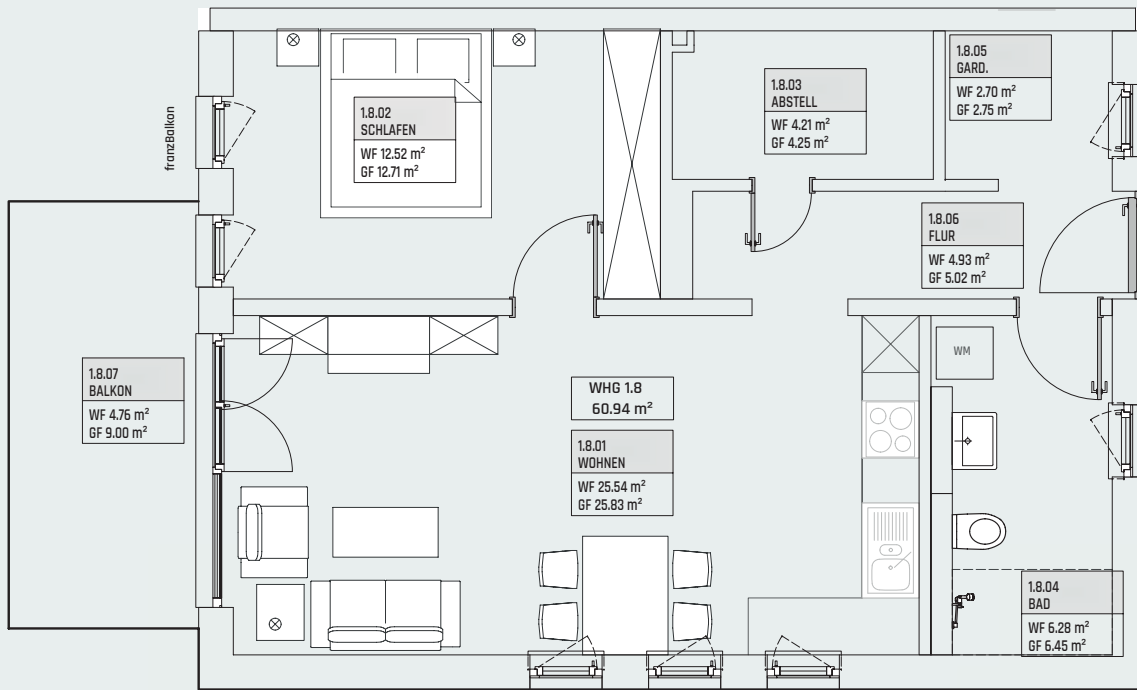 1.8.05
GARD.
WF 2.70 m²
GF 2.75 m²
1.8.03
ABSTELL
WF 4.21 m²
GF 4.25 m²
1.8.02
SCHLAFEN
WF 12.52 m²
GF 12.71 m²
franzBalkon
1.8.06
FLUR
WF 4.93 m²
GF 5.02 m²
WM
1.8.07
BALKON
WF 4.76 m²
GF 9.00 m²
WHG 1.8
60.94 m²
1.8.01
WOHNEN
WF 25.54 m²
GF 25.83 m²
1.8.04
BAD
WF 6.28 m²
GF 6.45 m²